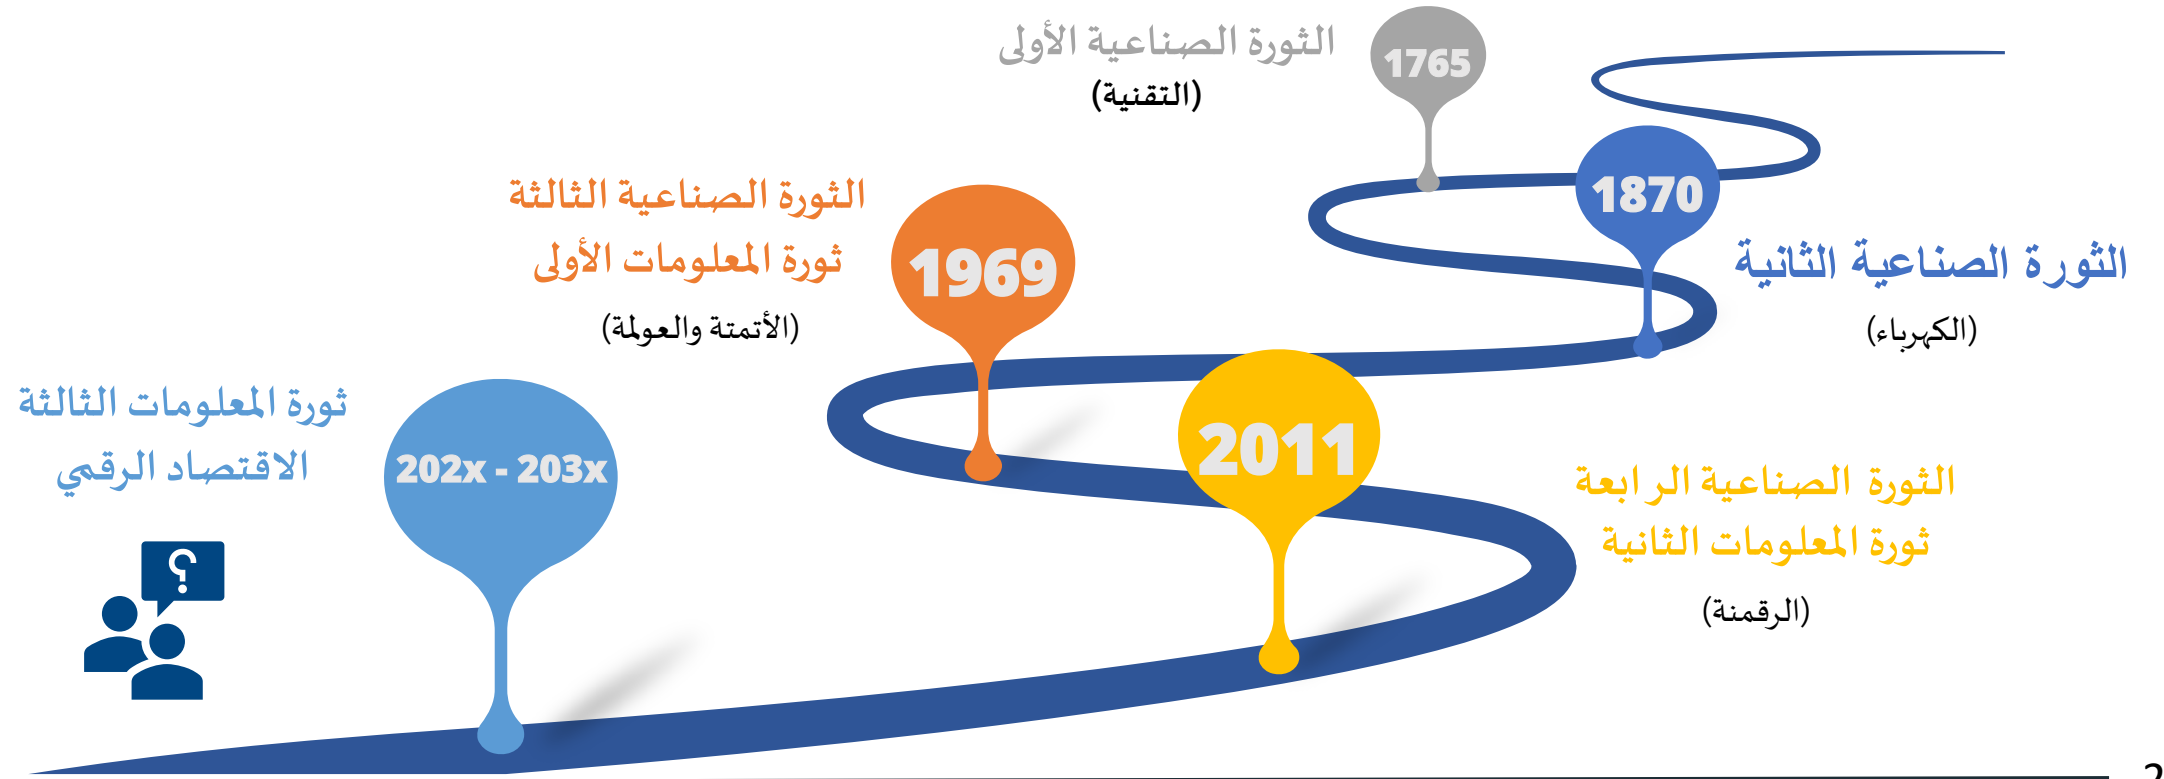 1765
الثورة الصناعية الأولى
(التقنية)
1870
الثورة الصناعية الثانية
(الكهرباء)
1969
الثورة الصناعية الثالثة
ثورة المعلومات الأولى
(الأتمتة والعولمة)
2011
الثورة الصناعية الرابعة
ثورة المعلومات الثانية
(الرقمنة)
202x - 203x
ثورة المعلومات الثالثة
الاقتصاد الرقمي
?